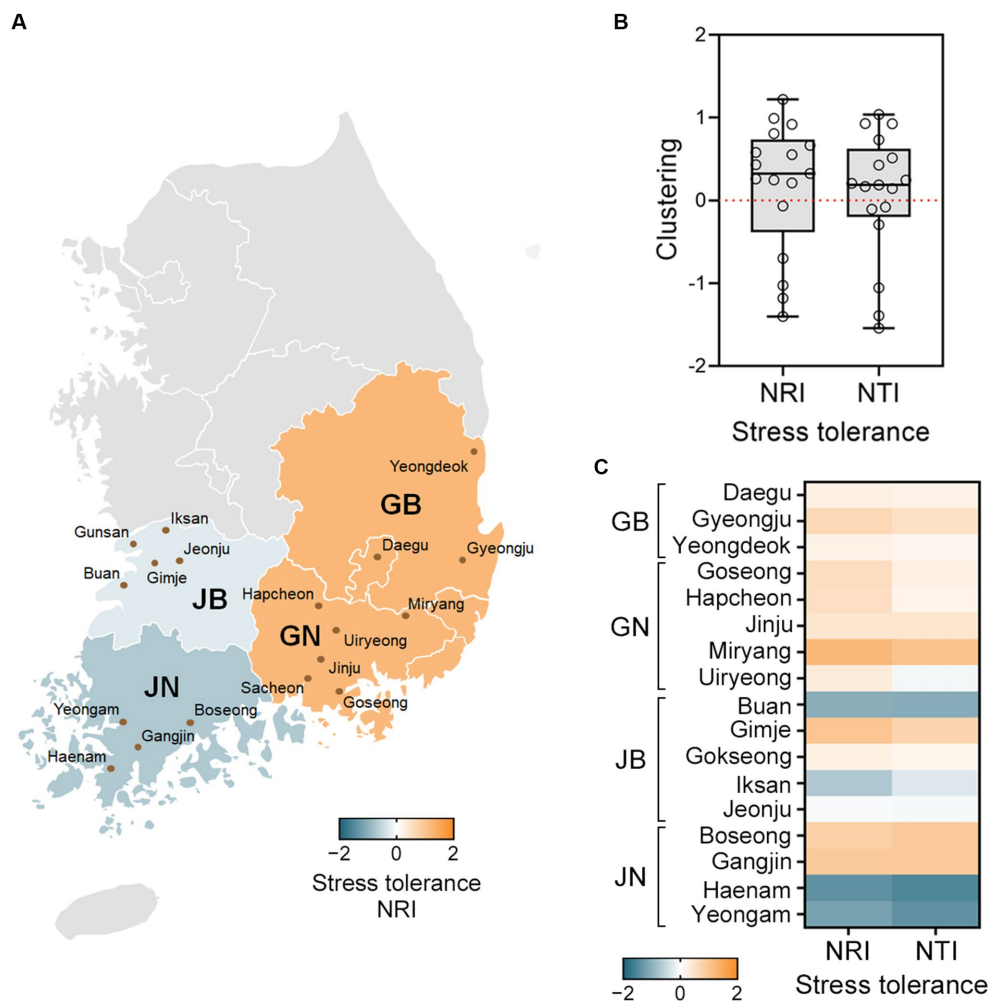 A
Yeongdeok
GB
Iksan
Gunsan
Jeonju
Daegu
Gyeongju
Buan
Gimje
Hapcheon
Miryang
JB
GN
Uiryeong
Jinju
JN
Sacheon
Goseong
Yeongam
Boseong
Gangjin
Haenam
−2 0 2
Stress tolerance
NRI
B
2
1
0
-1
-2
Clustering
NRI NTI
Stress tolerance
C
GB
Daegu
Gyeongju
Yeongdeok
GN
Goseong
Hapcheon
Jinju
Miryang
Uiryeong
JB
Buan
Gimje
Gokseong
Iksan
Jeonju
JN
Boseong
Gangjin
Haenam
Yeongam
NRI NTI
Stress tolerance
−2 0 2